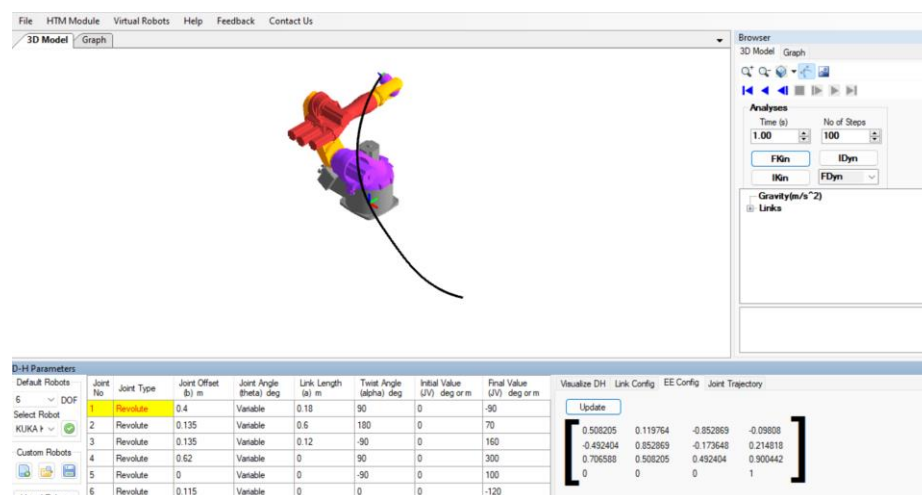 File HTM Module Virtual Robots Help Feedback Contact Us
3D Model Graph
Browser
3D Model Graph
Analyses
Time (s) No of Steps
1.00 100
FKin IDyn
IKin FDyn
Gravity(m/s^2)
Links
D-H Parameters
Default Robots
6 DOF
Select Robot
KUKA
Custom Robots
Joint No Joint Type Joint Offset (b) m Joint Angle (theta) deg Link Length (a) m Twist Angle (alpha) deg Initial Value (JV) deg or m Final Value (JV) deg or m
1 Revolute 0.4 Variable 0.18 90 0 -90
2 Revolute 0.135 Variable 0.6 180 0 70
3 Revolute 0.135 Variable 0.12 -90 0 160
4 Revolute 0.62 Variable 0 90 0 300
5 Revolute 0 Variable 0 -90 0 100
6 Revolute 0.115 Variable 0 0 0 -120
Visualize DH Link Config EE Config Joint Trajectory
Update
0.508205 0.119764 -0.852869 -0.09808
-0.492404 0.852869 -0.173648 0.214818
0.706588 0.508205 0.492404 0.900442
0 0 0 1